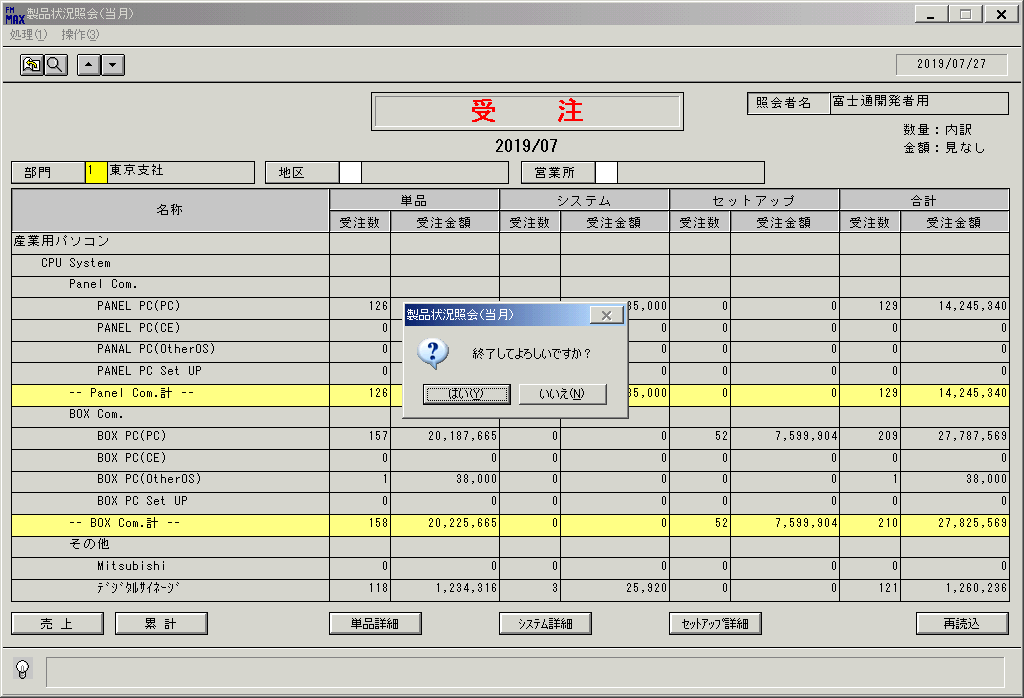 FM MAX 製品状況照会(当月)
処理(1) 操作(3)
2019/07/27
受 注
照会者名 富士通開発者用
2019/07
数量：内訳
金額：見なし
部門 1 東京支社 地区 営業所
名称 単品 システム セットアップ 合計
受注数 受注金額 受注数 受注金額 受注数 受注金額 受注数 受注金額
産業用パソコン
CPU System
Panel Com.
PANEL PC(PC) 126 35,000 0 0 129 14,245,340
PANEL PC(CE) 0 0 0 0 0 0
PANAL PC(OtherOS) 0 0 0 0 0 0
PANEL PC Set UP 0 0 0 0 0 0
-- Panel Com.計 -- 126 35,000 0 0 129 14,245,340
BOX Com.
BOX PC(PC) 157 20,187,665 0 0 52 7,599,904 209 27,787,569
BOX PC(CE) 0 0 0 0 0 0 0 0
BOX PC(OtherOS) 1 38,000 0 0 0 0 1 38,000
BOX PC Set UP 0 0 0 0 0 0 0 0
-- BOX Com.計 -- 158 20,225,665 0 0 52 7,599,904 210 27,825,569
その他
Mitsubishi 0 0 0 0 0 0 0 0
ﾃﾞｼﾞﾀﾙｻｲﾈｰｼﾞ 118 1,234,316 3 25,920 0 0 121 1,260,236
製品状況照会(当月)
終了してよろしいですか？
はい(Y) いいえ(N)
売 上 累 計 単品詳細 ｼｽﾃﾑ詳細 ｾｯﾄｱｯﾌﾟ詳細 再読込